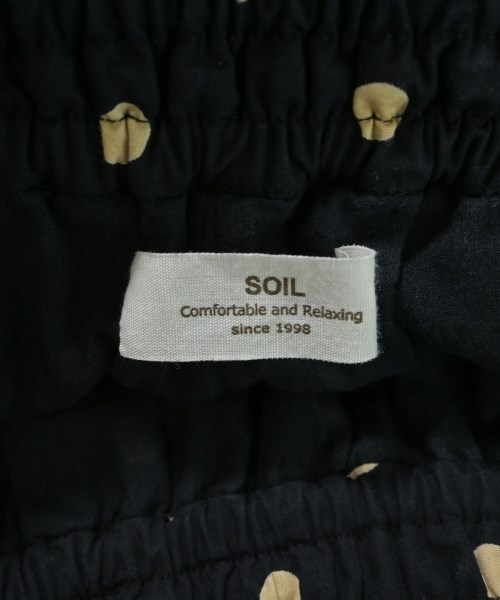 SOIL
Comfortable and Relaxing
since 1998